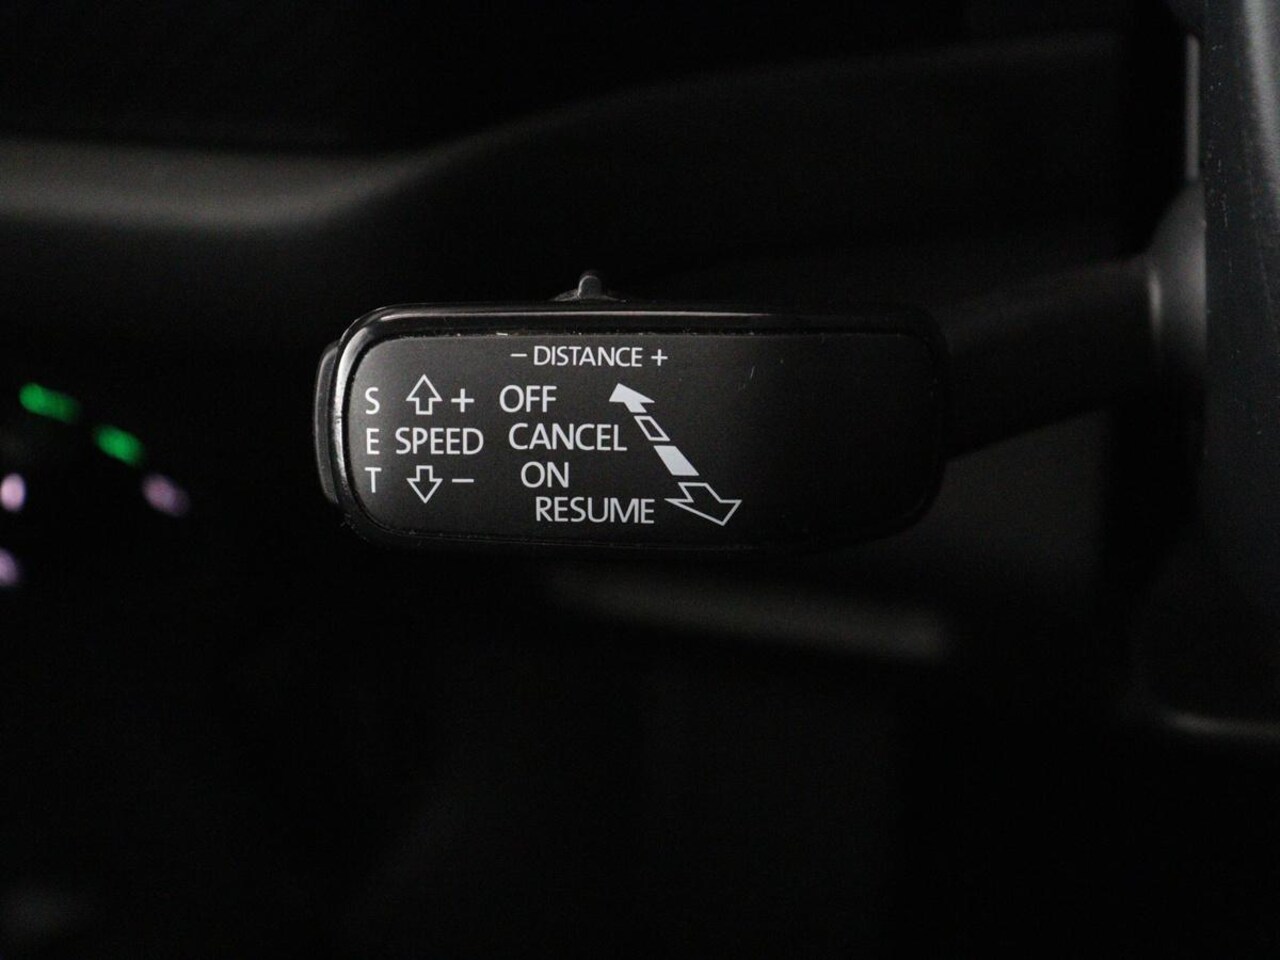 − DISTANCE +
S + OFF
E SPEED CANCEL
T − ON
RESUME